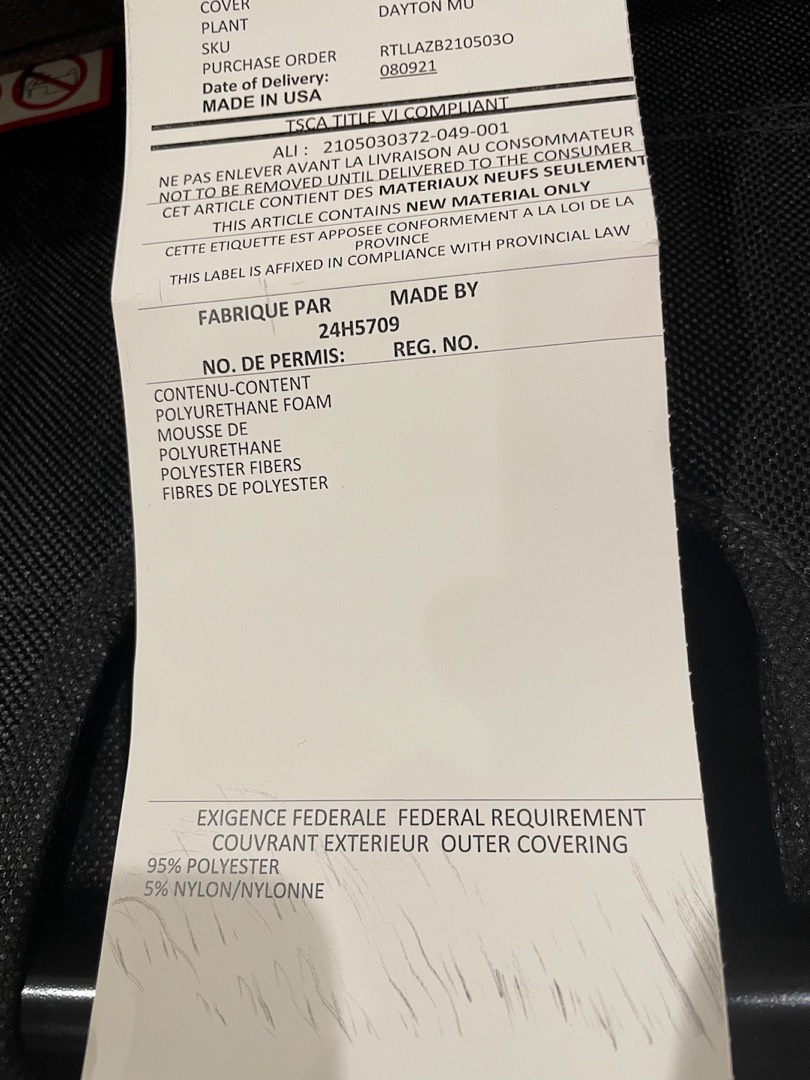 COVER
PLANT DAYTON MU
SKU
PURCHASE ORDER RTLLAZB210503O
Date of Delivery: 080921
MADE IN USA
TSCA TITLE VI COMPLIANT
ALI : 2105030372-049-001
NE PAS ENLEVER AVANT LA LIVRAISON AU CONSOMMATEUR
NOT TO BE REMOVED UNTIL DELIVERED TO THE CONSUMER
CET ARTICLE CONTIENT DES MATERIAUX NEUFS SEULEMENT
THIS ARTICLE CONTAINS NEW MATERIAL ONLY
CETTE ETIQUETTE EST APPOSEE CONFORMEMENT A LA LOI DE LA
PROVINCE
THIS LABEL IS AFFIXED IN COMPLIANCE WITH PROVINCIAL LAW
FABRIQUE PAR MADE BY
24H5709
NO. DE PERMIS: REG. NO.
CONTENU-CONTENT
POLYURETHANE FOAM
MOUSSE DE
POLYURETHANE
POLYESTER FIBERS
FIBRES DE POLYESTER
EXIGENCE FEDERALE FEDERAL REQUIREMENT
COUVRANT EXTERIEUR OUTER COVERING
95% POLYESTER
5% NYLON/NYLONNE